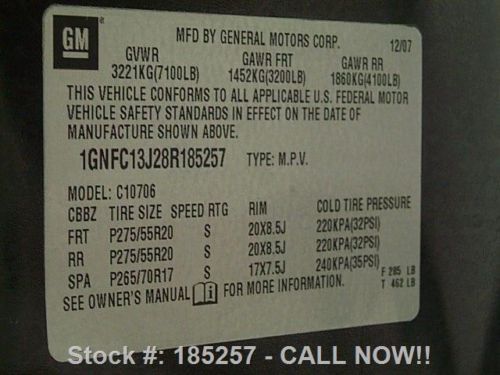 GM
MFD BY GENERAL MOTORS CORP. 12/07
GVWR GAWR FRT GAWR RR
3221KG(7100LB) 1452KG(3200LB) 1860KG(4100LB)
THIS VEHICLE CONFORMS TO ALL APPLICABLE U.S. FEDERAL MOTOR
VEHICLE SAFETY STANDARDS IN EFFECT ON THE DATE OF
MANUFACTURE SHOWN ABOVE.
1GNFC13J28R185257 TYPE: M.P.V.
MODEL: C10706
CBBZ TIRE SIZE SPEED RTG RIM COLD TIRE PRESSURE
FRT P275/55R20 S 20X8.5J 220KPA(32PSI)
RR P275/55R20 S 20X8.5J 220KPA(32PSI)
SPA P265/70R17 S 17X7.5J 240KPA(35PSI)
F 285 LB
SEE OWNER'S MANUAL FOR MORE INFORMATION. T 462 LB
Stock #: 185257 - CALL NOW!!